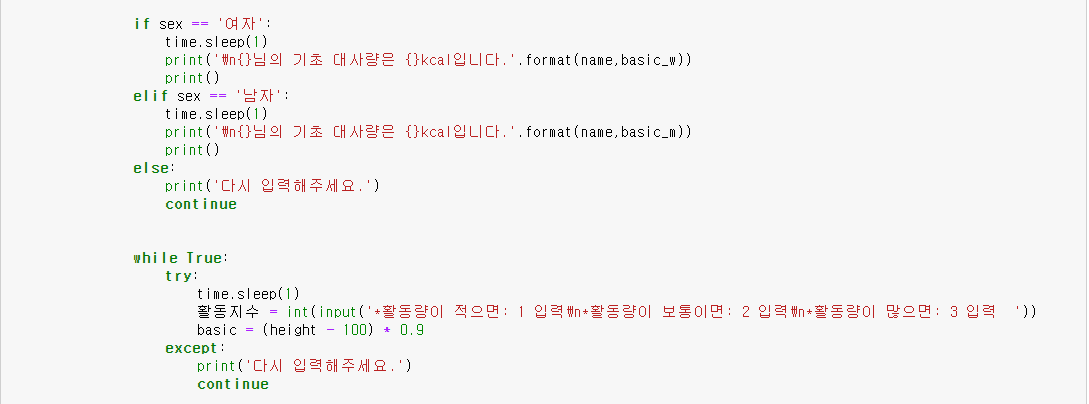 if sex == '여자':
    time.sleep(1)
    print('₩n{}님의 기초 대사량은 {}kcal입니다.'.format(name,basic_w))
    print()
elif sex == '남자':
    time.sleep(1)
    print('₩n{}님의 기초 대사량은 {}kcal입니다.'.format(name,basic_m))
    print()
else:
    print('다시 입력해주세요.')
    continue
while True:
    try:
        time.sleep(1)
        활동지수 = int(input('*활동량이 적으면: 1 입력₩n*활동량이 보통이면: 2 입력₩n*활동량이 많으면: 3 입력  '))
        basic = (height - 100) * 0.9
    except:
        print('다시 입력해주세요.')
        continue